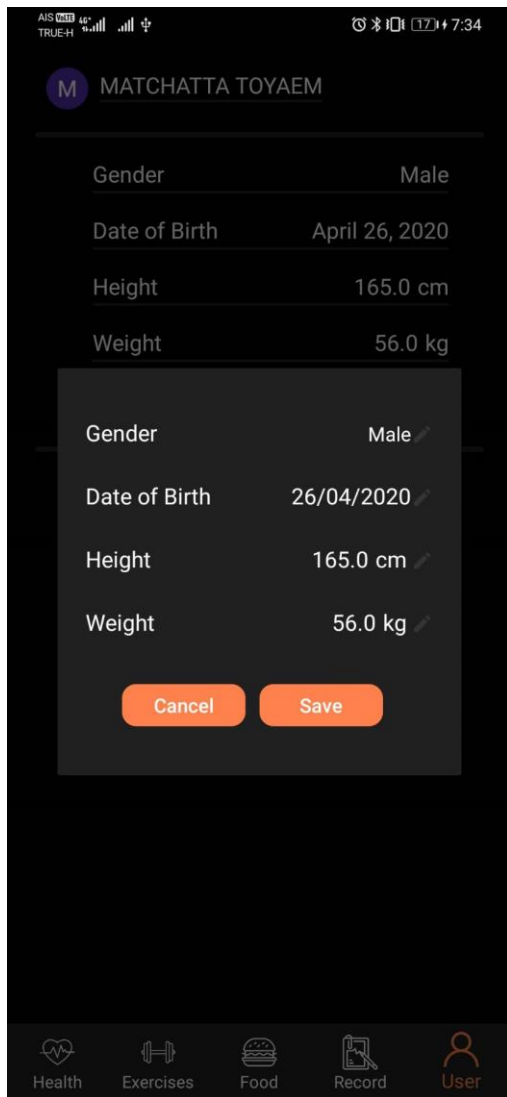 AIS VoLTE 4G+ 17 7:34
TRUE-H
M MATCHATTA TOYAEM
Gender Male
Date of Birth April 26, 2020
Height 165.0 cm
Weight 56.0 kg
Gender Male
Date of Birth 26/04/2020
Height 165.0 cm
Weight 56.0 kg
Cancel Save
Health Exercises Food Record User